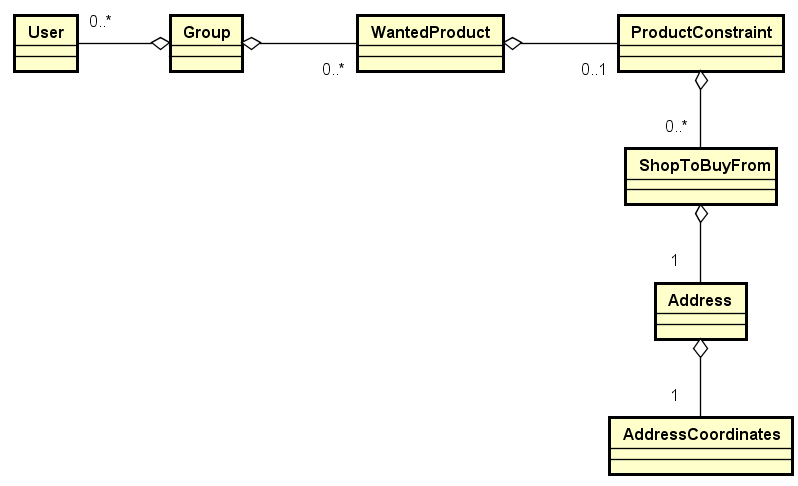 User
0..*
Group
0..*
WantedProduct
0..1
ProductConstraint
0..*
ShopToBuyFrom
1
Address
1
AddressCoordinates